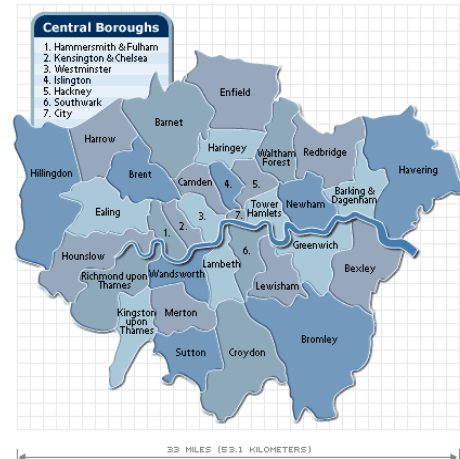 Central Boroughs
1. Hammersmith & Fulham
2. Kensington & Chelsea
3. Westminster
4. Islington
5. Hackney
6. Southwark
7. City
Enfield
Barnet
Harrow
Haringey
Waltham
Forest
Redbridge
Havering
Hillingdon
Brent
Camden
4.
5.
Barking &
Dagenham
Ealing
Tower
Hamlets
Newham
1.
2.
3.
7.
Hounslow
6.
Greenwich
Richmond upon
Thames
Wandsworth
Lambeth
Lewisham
Bexley
Kingston
upon
Thames
Merton
Sutton
Croydon
Bromley
33 MILES (53.1 KILOMETERS)